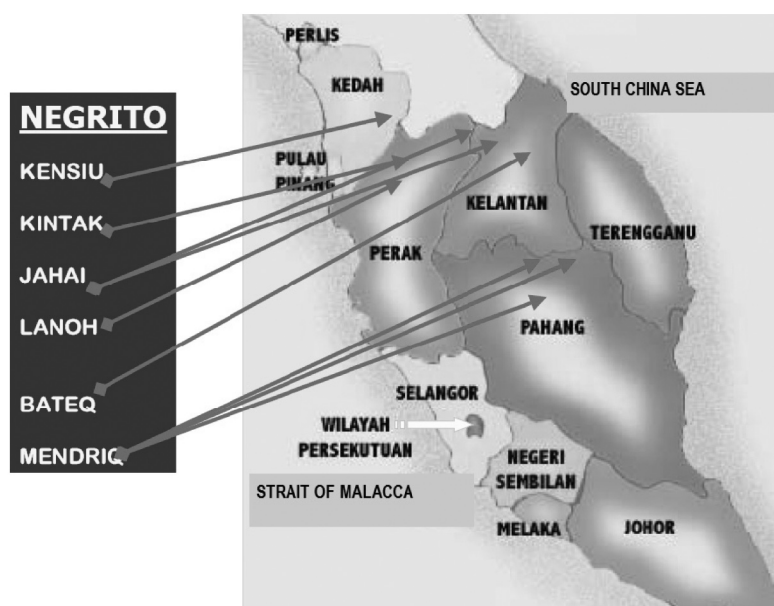 NEGRITO
KENSIU
KINTAK
JAHAI
LANOH
BATEQ
MENDRIQ
PERLIS
KEDAH
SOUTH CHINA SEA
PULAU
PINANG
KELANTAN
TERENGGANU
PERAK
PAHANG
SELANGOR
WILAYAH
PERSEKUTUAN
NEGERI
SEMBILAN
STRAIT OF MALACCA
MELAKA
JOHOR